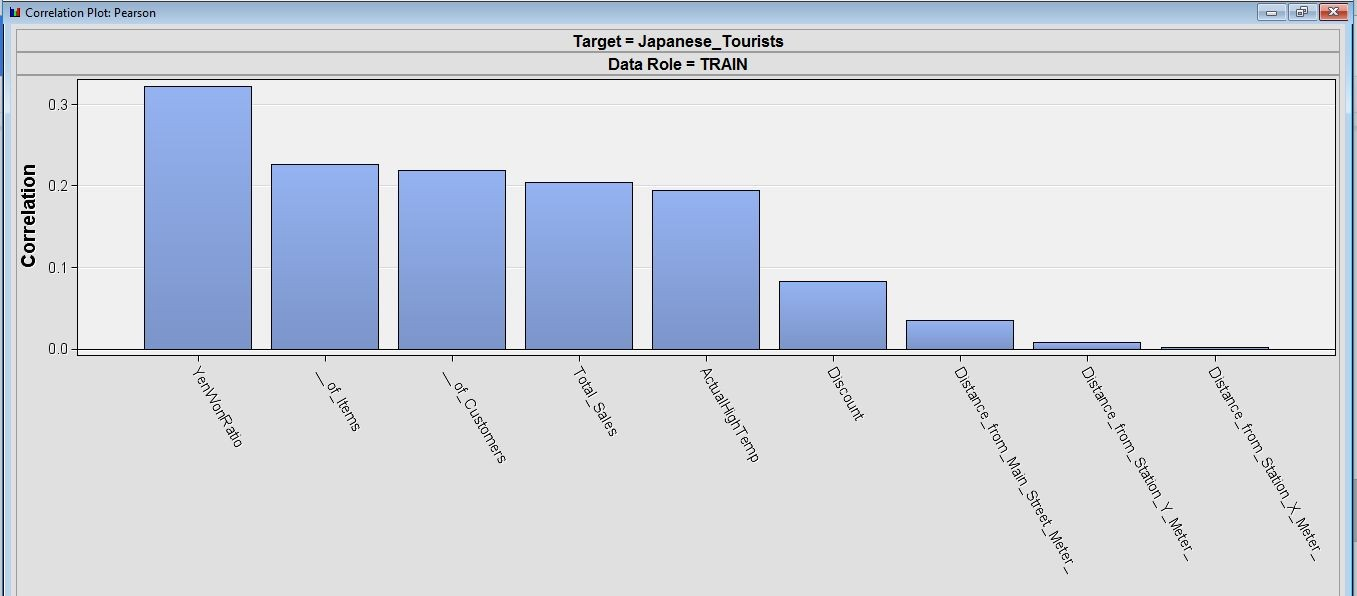 Correlation Plot: Pearson
Target = Japanese_Tourists
Data Role = TRAIN
Correlation
0.3
0.2
0.1
0.0
YenWonRatio
__of_Items
__of_Customers
Total_Sales
ActualHighTemp
Discount
Distance_from_Main_Street_Meter_
Distance_from_Station_Y_Meter_
Distance_from_Station_X_Meter_